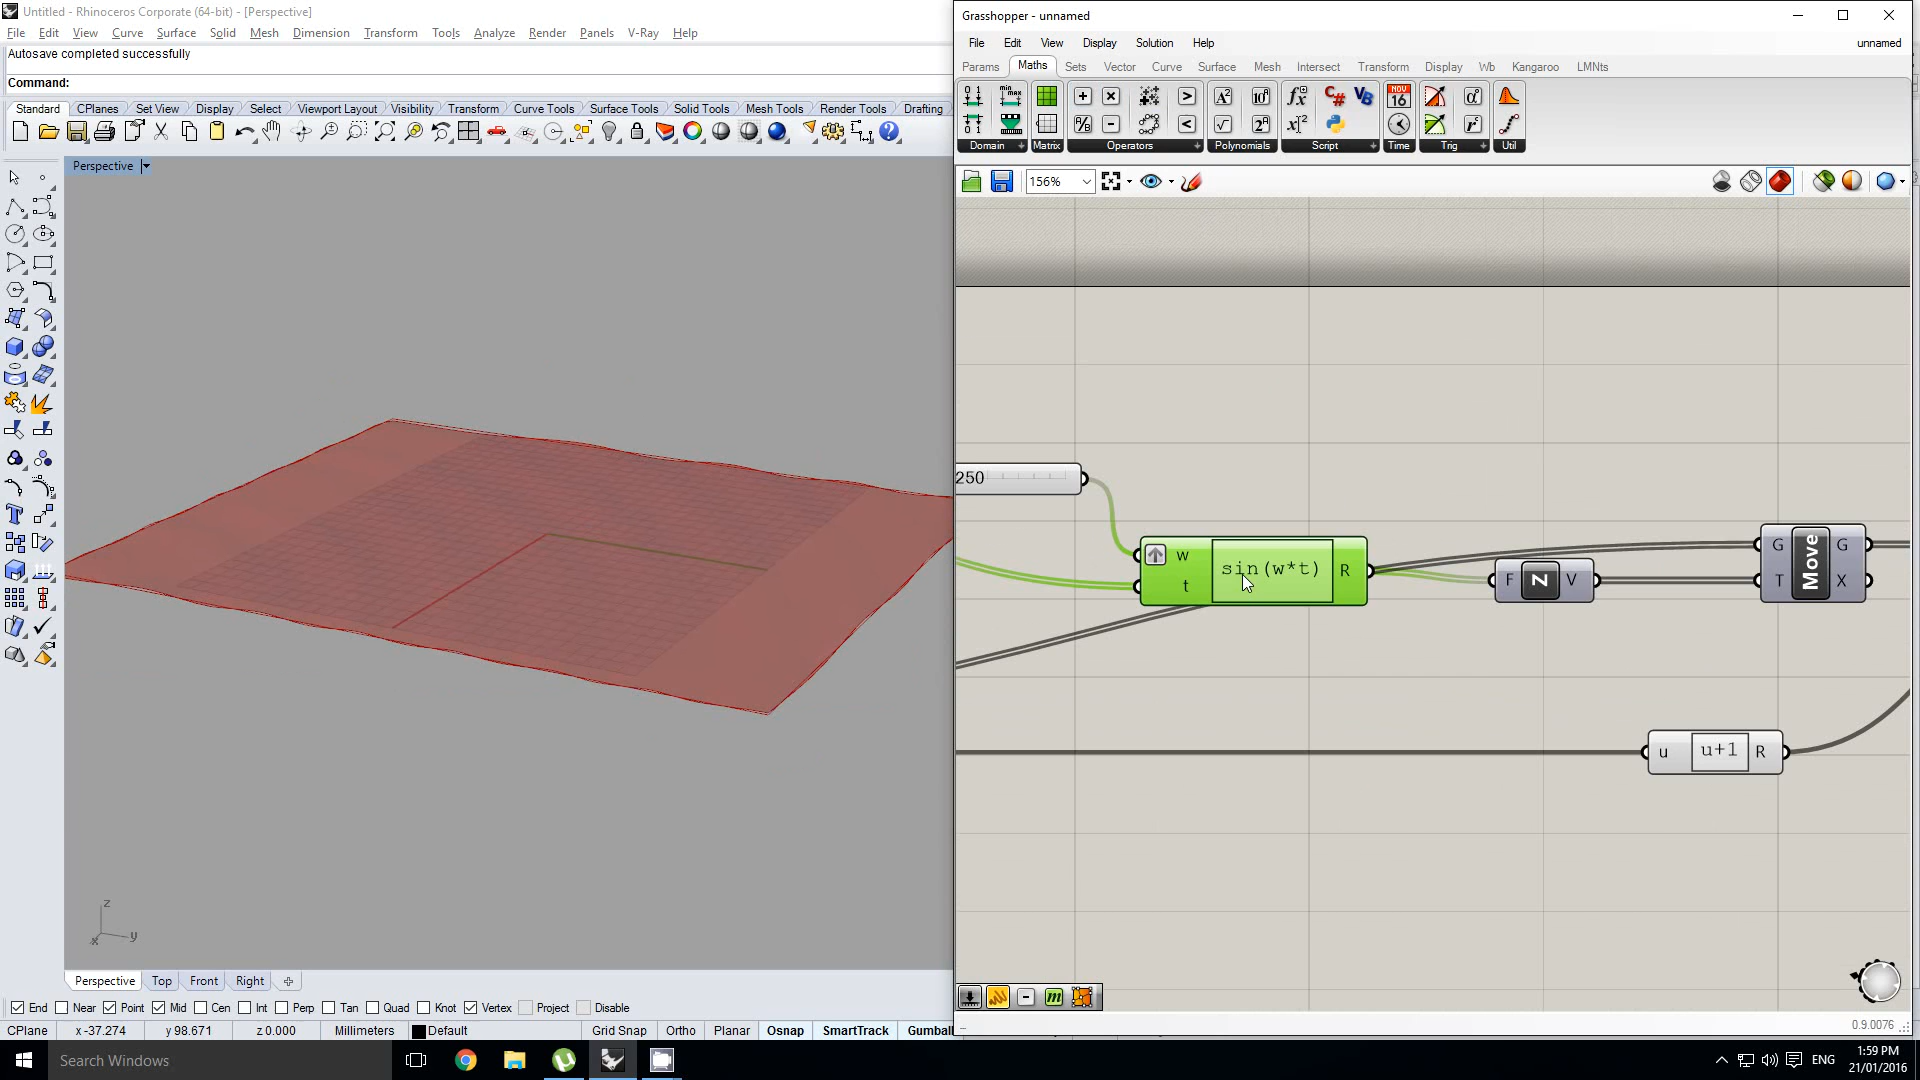 Untitled - Rhinoceros Corporate (64-bit) - [Perspective]
File Edit View Curve Surface Solid Mesh Dimension Transform Tools Analyze Render Panels V-Ray Help
Autosave completed successfully
Command:
Standard CPlanes Set View Display Select Viewport Layout Visibility Transform Curve Tools Surface Tools Solid Tools Mesh Tools Render Tools Drafting
Perspective
z
x y
Perspective Top Front Right
End Near Point Mid Cen Int Perp Tan Quad Knot Vertex Project Disable
CPlane x -37.274 y 98.671 z 0.000 Millimeters Default Grid Snap Ortho Planar Osnap SmartTrack Gumball
Grasshopper - unnamed
File Edit View Display Solution Help unnamed
Params Maths Sets Vector Curve Surface Mesh Intersect Transform Display Wb Kangaroo LMNts
Domain Matrix Operators Polynomials Script Time Trig Util
156%
250
w
t
sin(w*t) R
F Z V
G
T
Move
G
X
u u+1 R
0.9.0076
Search Windows
ENG
1:59 PM
21/01/2016